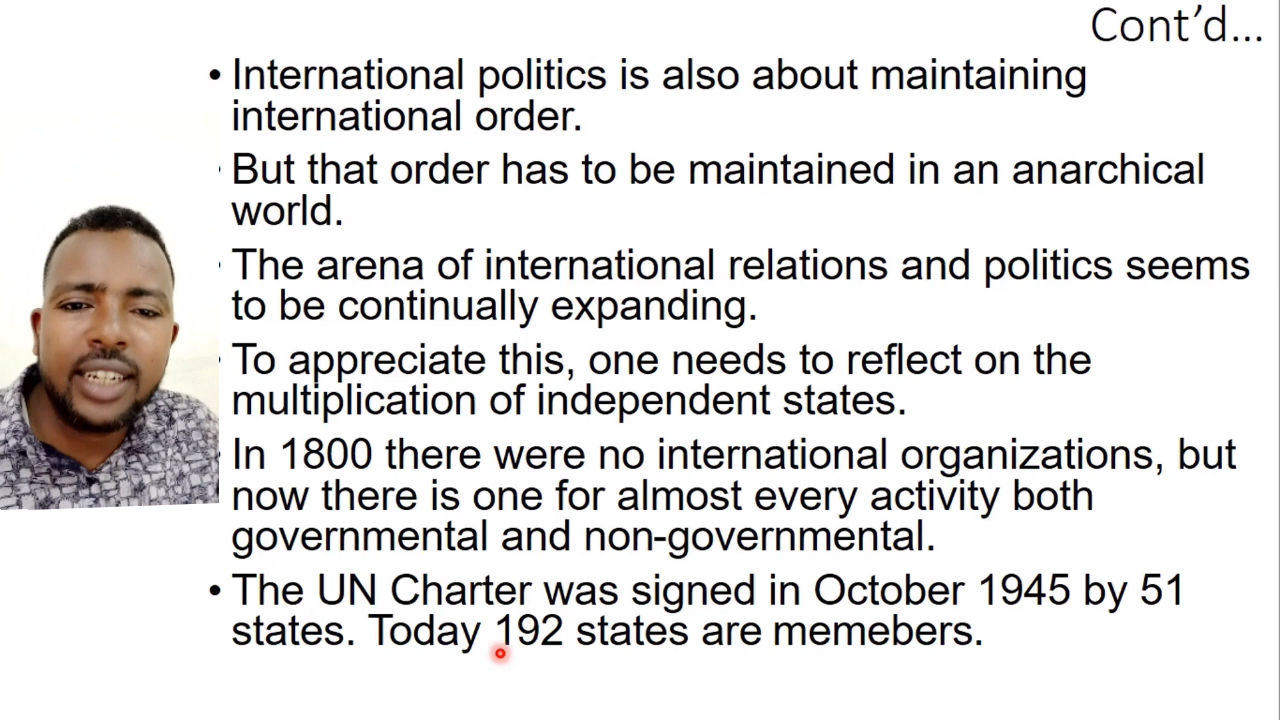 Cont’d…
• International politics is also about maintaining
international order.
• But that order has to be maintained in an anarchical
world.
• The arena of international relations and politics seems
to be continually expanding.
• To appreciate this, one needs to reflect on the
multiplication of independent states.
• In 1800 there were no international organizations, but
now there is one for almost every activity both
governmental and non-governmental.
• The UN Charter was signed in October 1945 by 51
states. Today 192 states are memebers.